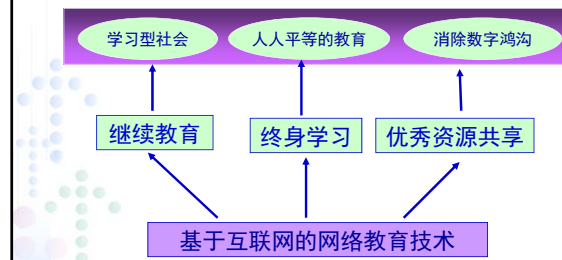 学习型社会
人人平等的教育
消除数字鸿沟
继续教育
终身学习
优秀资源共享
基于互联网的网络教育技术